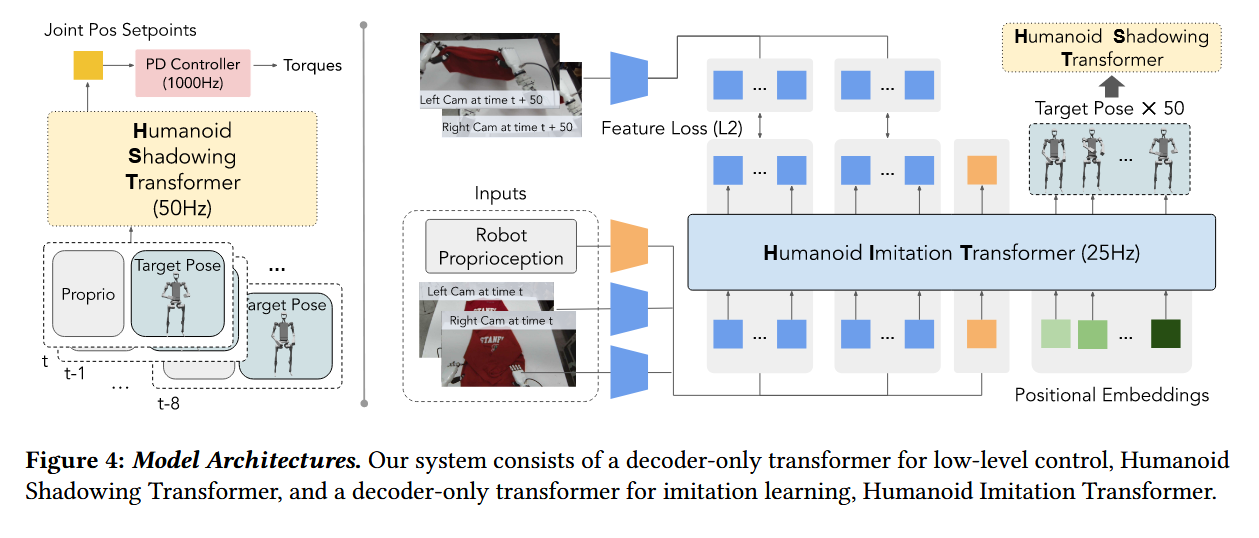 Joint Pos Setpoints
PD Controller
(1000Hz)
Torques
Humanoid
Shadowing
Transformer
(50Hz)
Proprio
Target Pose
...
arget Pose
t
t-1
...
t-8
Left Cam at time t + 50
Right Cam at time t + 50
Feature Loss (L2)
...
...
...
...
Humanoid Shadowing
Transformer
Target Pose × 50
...
Inputs
Robot
Proprioception
Left Cam at time t
Right Cam at time t
STANF
Humanoid Imitation Transformer (25Hz)
...
...
...
Positional Embeddings
Figure 4: Model Architectures. Our system consists of a decoder-only transformer for low-level control, Humanoid
Shadowing Transformer, and a decoder-only transformer for imitation learning, Humanoid Imitation Transformer.